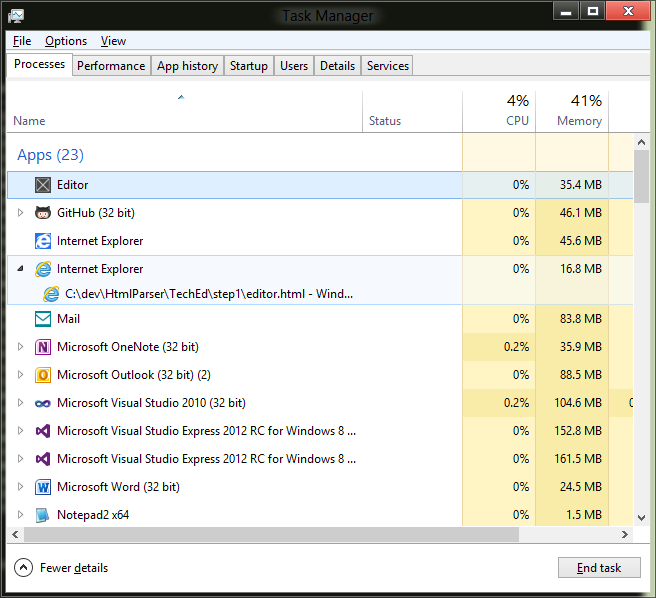 Task Manager
File Options View
Processes Performance App history Startup Users Details Services
4% 41%
Name Status CPU Memory
Apps (23)
Editor 0% 35.4 MB
GitHub (32 bit) 0% 46.1 MB
Internet Explorer 0% 45.6 MB
Internet Explorer 0% 16.8 MB
C:\dev\HtmlParser\TechEd\step1\editor.html - Wind...
Mail 0% 83.8 MB
Microsoft OneNote (32 bit) 0.2% 35.9 MB
Microsoft Outlook (32 bit) (2) 0% 88.5 MB
Microsoft Visual Studio 2010 (32 bit) 0.2% 104.6 MB
Microsoft Visual Studio Express 2012 RC for Windows 8 ... 0% 152.8 MB
Microsoft Visual Studio Express 2012 RC for Windows 8 ... 0% 161.5 MB
Microsoft Word (32 bit) 0% 24.5 MB
Notepad2 x64 0% 1.5 MB
Fewer details End task